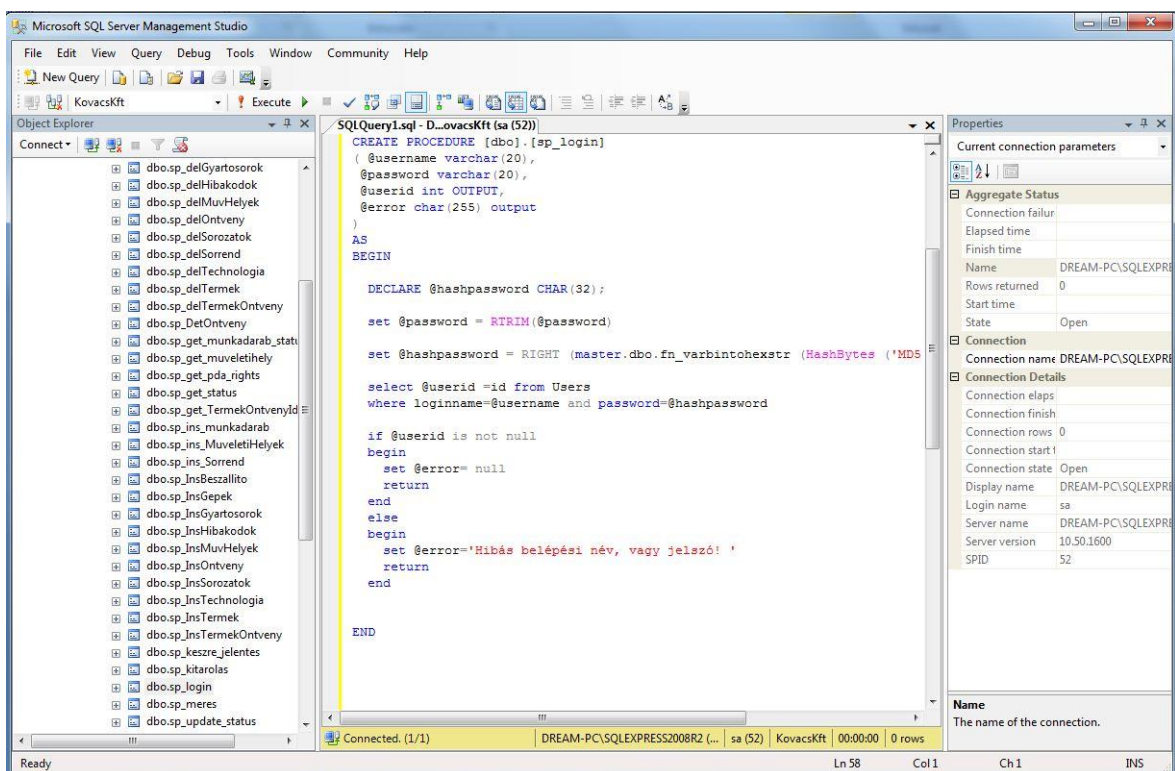 Microsoft SQL Server Management Studio
File Edit View Query Debug Tools Window Community Help
New Query
KovacsKft Execute
Object Explorer
Connect
dbo.sp_delGyartosorok
dbo.sp_delHibakodok
dbo.sp_delMuvHelyek
dbo.sp_delOntveny
dbo.sp_delSorozatok
dbo.sp_delSorrend
dbo.sp_delTechnologia
dbo.sp_delTermek
dbo.sp_delTermekOntveny
dbo.sp_DetOntveny
dbo.sp_get_munkadarab_statu
dbo.sp_get_muveletihely
dbo.sp_get_pda_rights
dbo.sp_get_status
dbo.sp_get_TermekOntvenyId
dbo.sp_ins_munkadarab
dbo.sp_ins_MuveletiHelyek
dbo.sp_ins_Sorrend
dbo.sp_InsBeszallito
dbo.sp_InsGepek
dbo.sp_InsGyartosorok
dbo.sp_InsHibakodok
dbo.sp_InsMuvHelyek
dbo.sp_InsOntveny
dbo.sp_InsSorozatok
dbo.sp_InsTechnologia
dbo.sp_InsTermek
dbo.sp_InsTermekOntveny
dbo.sp_keszre_jelentes
dbo.sp_kitarolas
dbo.sp_login
dbo.sp_meres
dbo.sp_update_status
SQLQuery1.sql - D...ovacsKft (sa (52))
CREATE PROCEDURE [dbo].[sp_login]
( @username varchar(20),
@password varchar(20),
@userid int OUTPUT,
@error char(255) output
)
AS
BEGIN
DECLARE @hashpassword CHAR(32);
set @password = RTRIM(@password)
set @hashpassword = RIGHT (master.dbo.fn_varbintohexstr (HashBytes ('MD5
select @userid =id from Users
where loginname=@username and password=@hashpassword
if @userid is not null
begin
set @error= null
return
end
else
begin
set @error='Hibás belépési név, vagy jelszó! '
return
end
END
Connected. (1/1) DREAM-PC\SQLEXPRESS2008R2 (... sa (52) KovacsKft 00:00:00 0 rows
Properties
Current connection parameters
Aggregate Status
Connection failur
Elapsed time
Finish time
Name DREAM-PC\SQLEXPRE
Rows returned 0
Start time
State Open
Connection
Connection name DREAM-PC\SQLEXPRE
Connection Details
Connection elaps
Connection finish
Connection rows 0
Connection start t
Connection state Open
Display name DREAM-PC\SQLEXPRE
Login name sa
Server name DREAM-PC\SQLEXPRE
Server version 10.50.1600
SPID 52
Name
The name of the connection.
Ready Ln 58 Col 1 Ch 1 INS